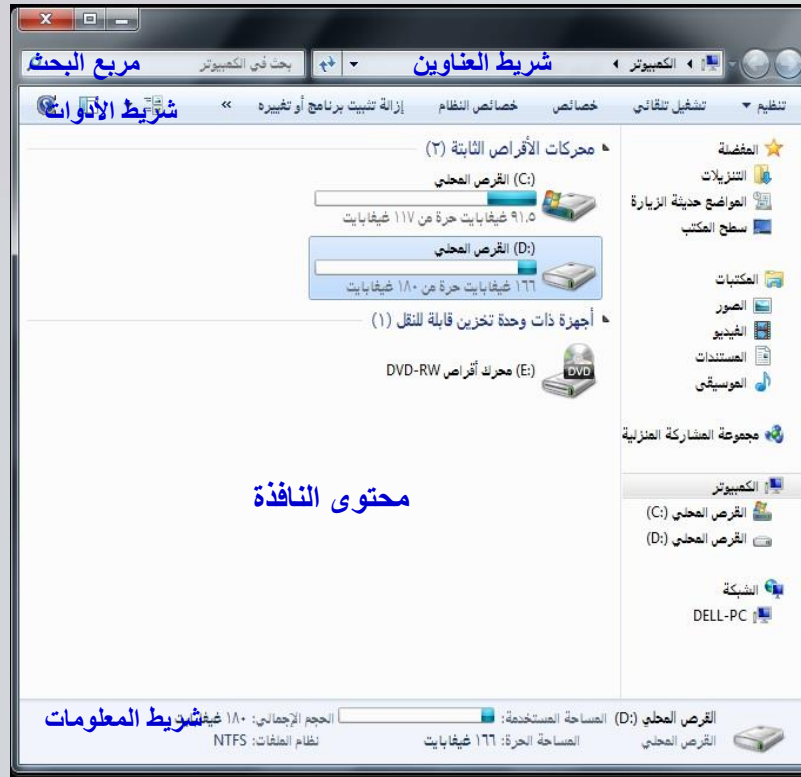 الكمبيوتر
شريط العناوين
بحث في الكمبيوتر
مربع البحث
تنظيم
تشغيل تلقائي
خصائص
خصائص النظام
إزالة تثبيت برنامج أو تغييره
»
شريط الأدوات
المفضلة
التنزيلات
المواضع حديثة الزيارة
سطح المكتب
المكتبات
الصور
الفيديو
المستندات
الموسيقى
مجموعة المشاركة المنزلية
الكمبيوتر
القرص المحلي (C:)
القرص المحلي (D:)
الشبكة
DELL-PC
محركات الأقراص الثابتة (٢)
القرص المحلي (C:)
٩١,٥ غيغابايت حرة من ١١٧ غيغابايت
القرص المحلي (D:)
١٦٦ غيغابايت حرة من ١٨٠ غيغابايت
أجهزة ذات وحدة تخزين قابلة للنقل (١)
محرك أقراص DVD-RW (E:)
DVD
محتوى النافذة
القرص المحلي (D:) المساحة المستخدمة: الحجم الإجمالي: ١٨٠ غيغابايت
القرص المحلي المساحة الحرة: ١٦٦ غيغابايت نظام الملفات: NTFS
شريط المعلومات